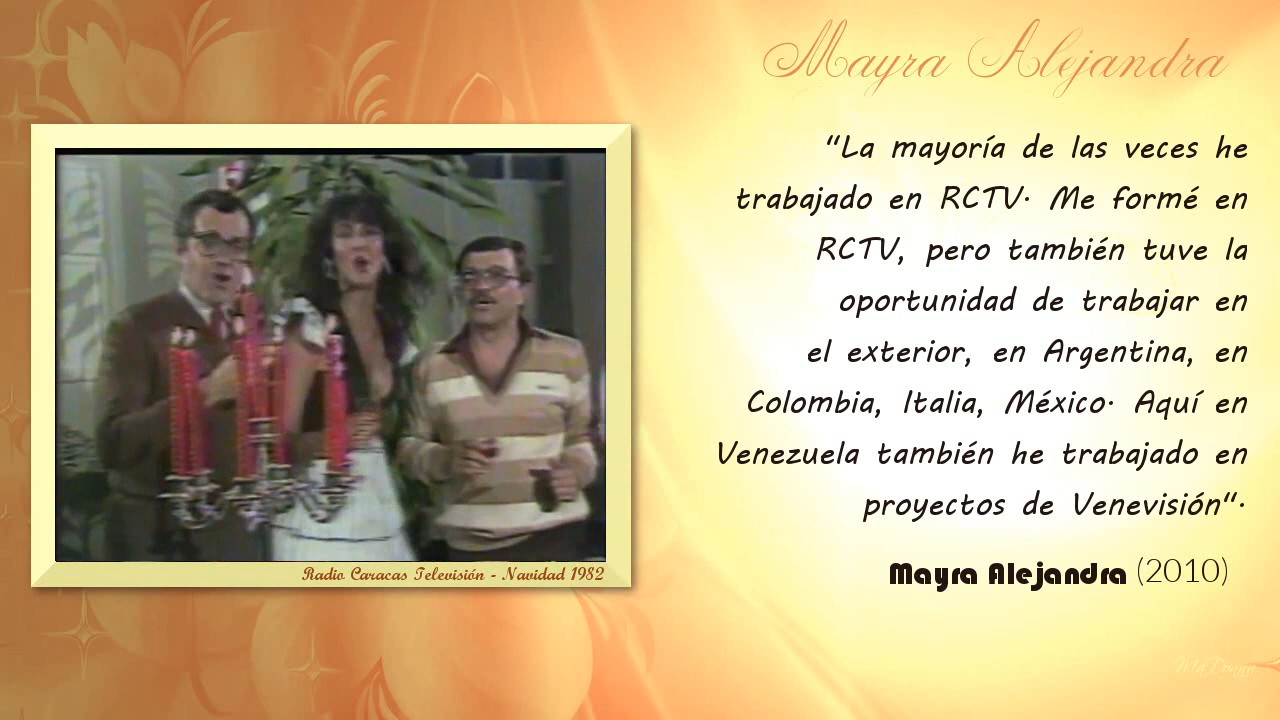 Mayra Alejandra
"La mayoría de las veces he
trabajado en RCTV. Me formé en
RCTV, pero también tuve la
oportunidad de trabajar en
el exterior, en Argentina, en
Colombia, Italia, México. Aquí en
Venezuela también he trabajado en
proyectos de Venevisión".
Mayra Alejandra (2010)
Radio Caracas Televisión - Navidad 1982